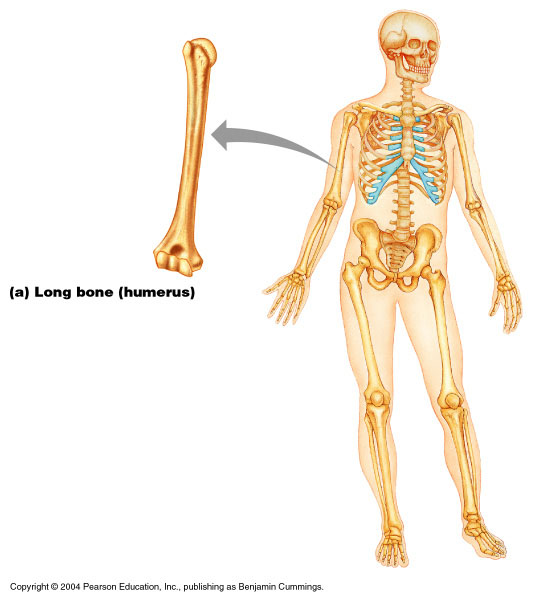 (a) Long bone (humerus)
Copyright © 2004 Pearson Education, Inc., publishing as Benjamin Cummings.